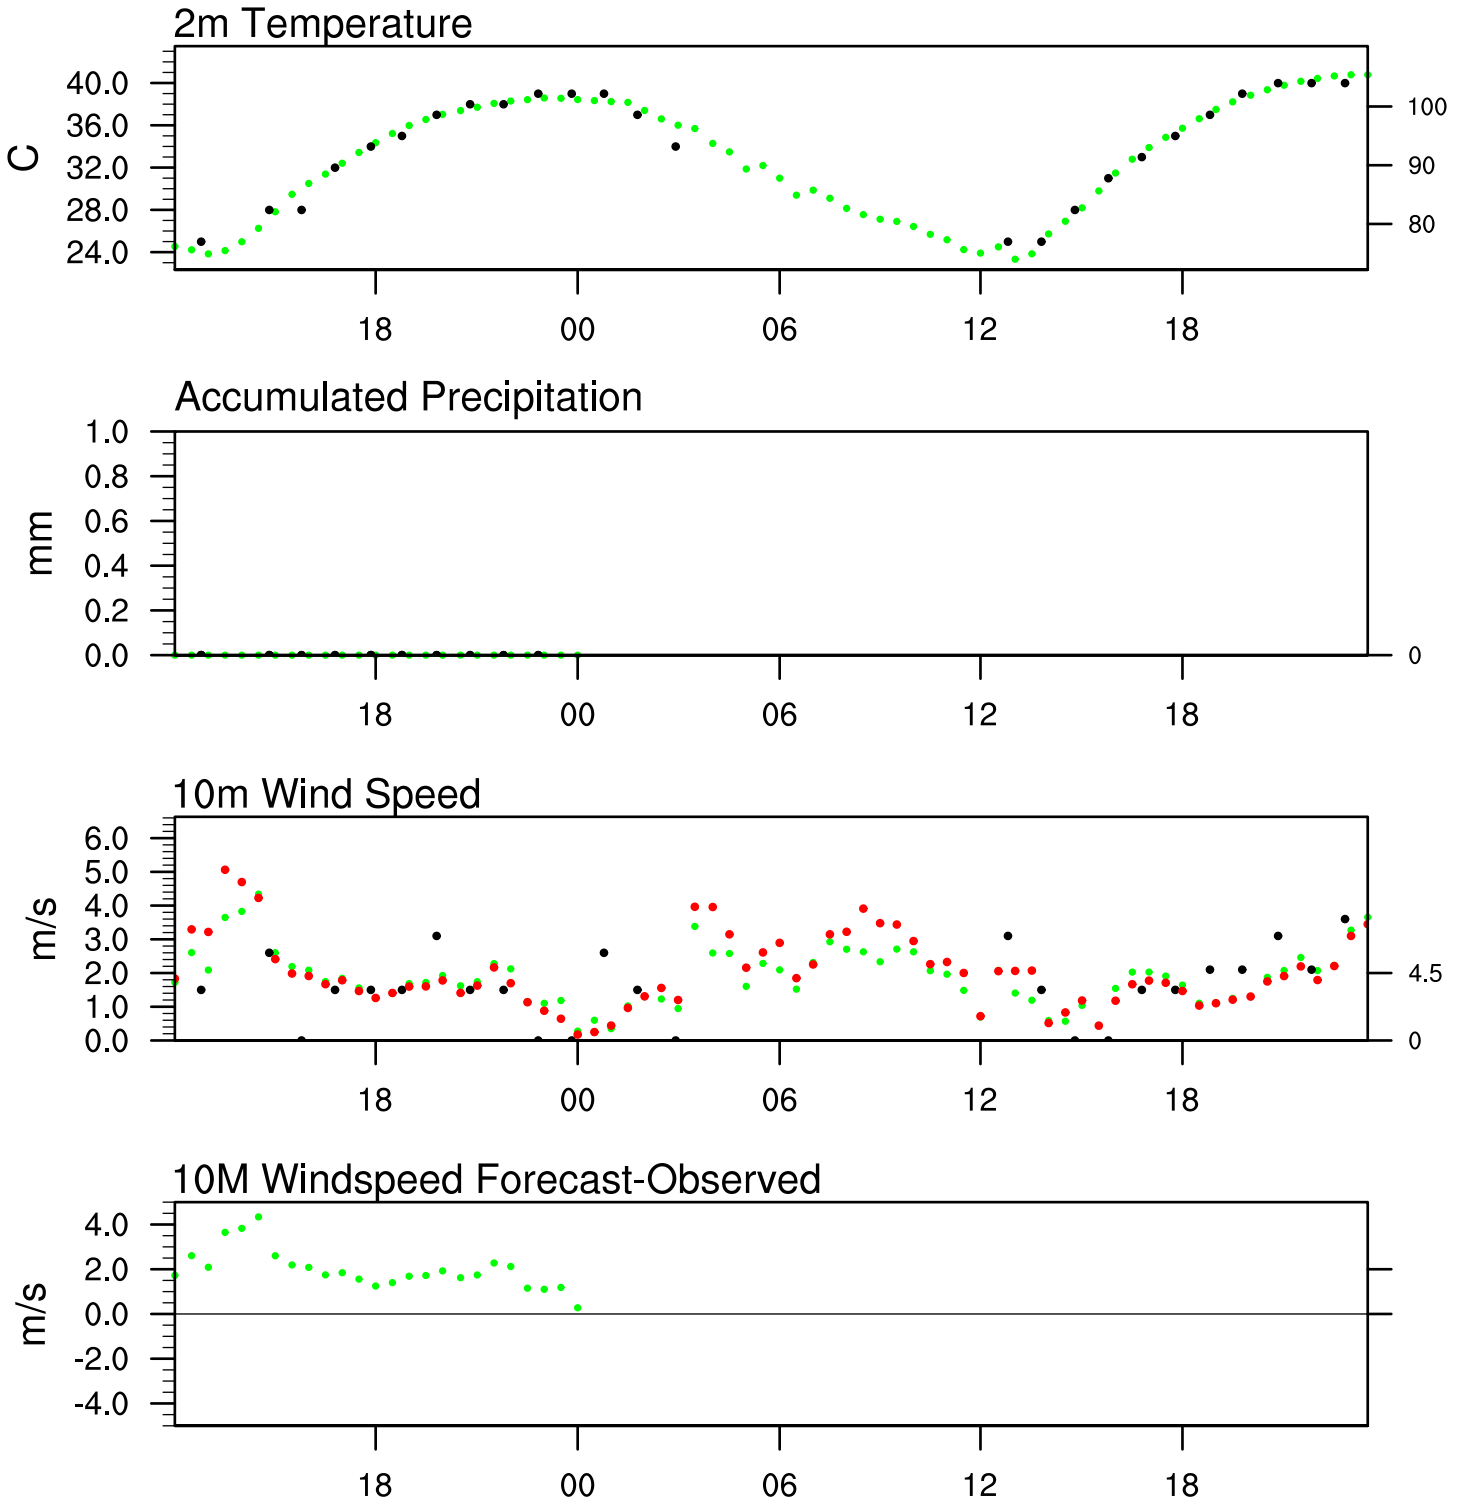 2m Temperature
40.0
36.0
32.0
28.0
24.0
C
100
90
80
18 00 06 12 18
Accumulated Precipitation
1.0
0.8
0.6
0.4
0.2
0.0
mm
0
18 00 06 12 18
10m Wind Speed
6.0
5.0
4.0
3.0
2.0
1.0
0.0
m/s
4.5
0
18 00 06 12 18
10M Windspeed Forecast-Observed
4.0
2.0
0.0
-2.0
-4.0
m/s
18 00 06 12 18